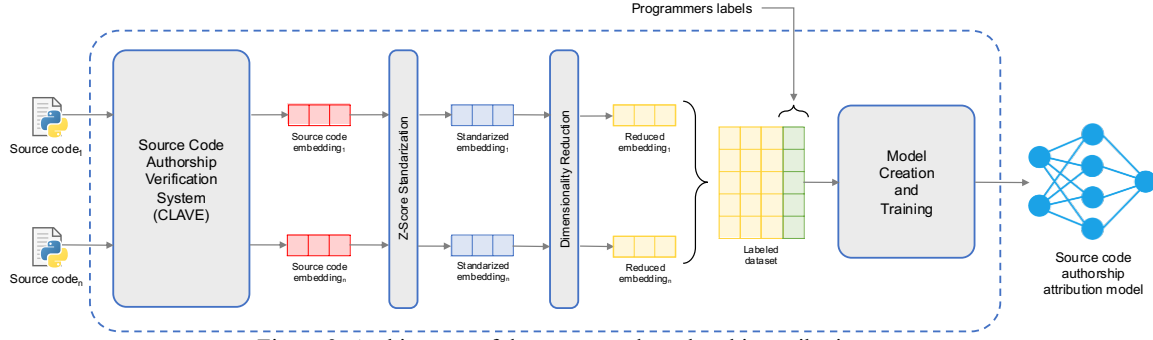 Programmers labels
Source code1
Source coden
Source Code
Authorship
Verification
System
(CLAVE)
Source code
embedding1
Source code
embeddingn
Z-Score Standarization
Standarized
embedding1
Standarized
embeddingn
Dimensionality Reduction
Reduced
embedding1
Reduced
embeddingn
Labeled
dataset
Model
Creation
and
Training
Source code
authorship
attribution model